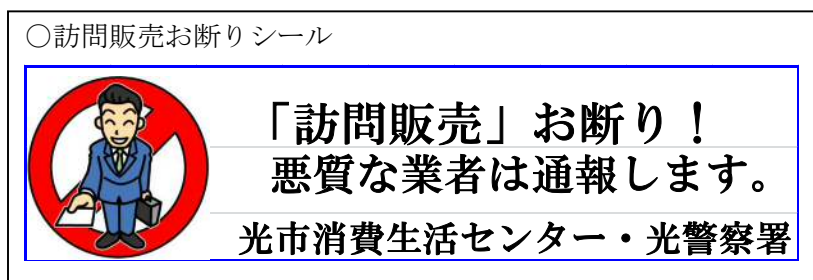 ○訪問販売お断りシール
「訪問販売」お断り！
悪質な業者は通報します。
光市消費生活センター・光警察署